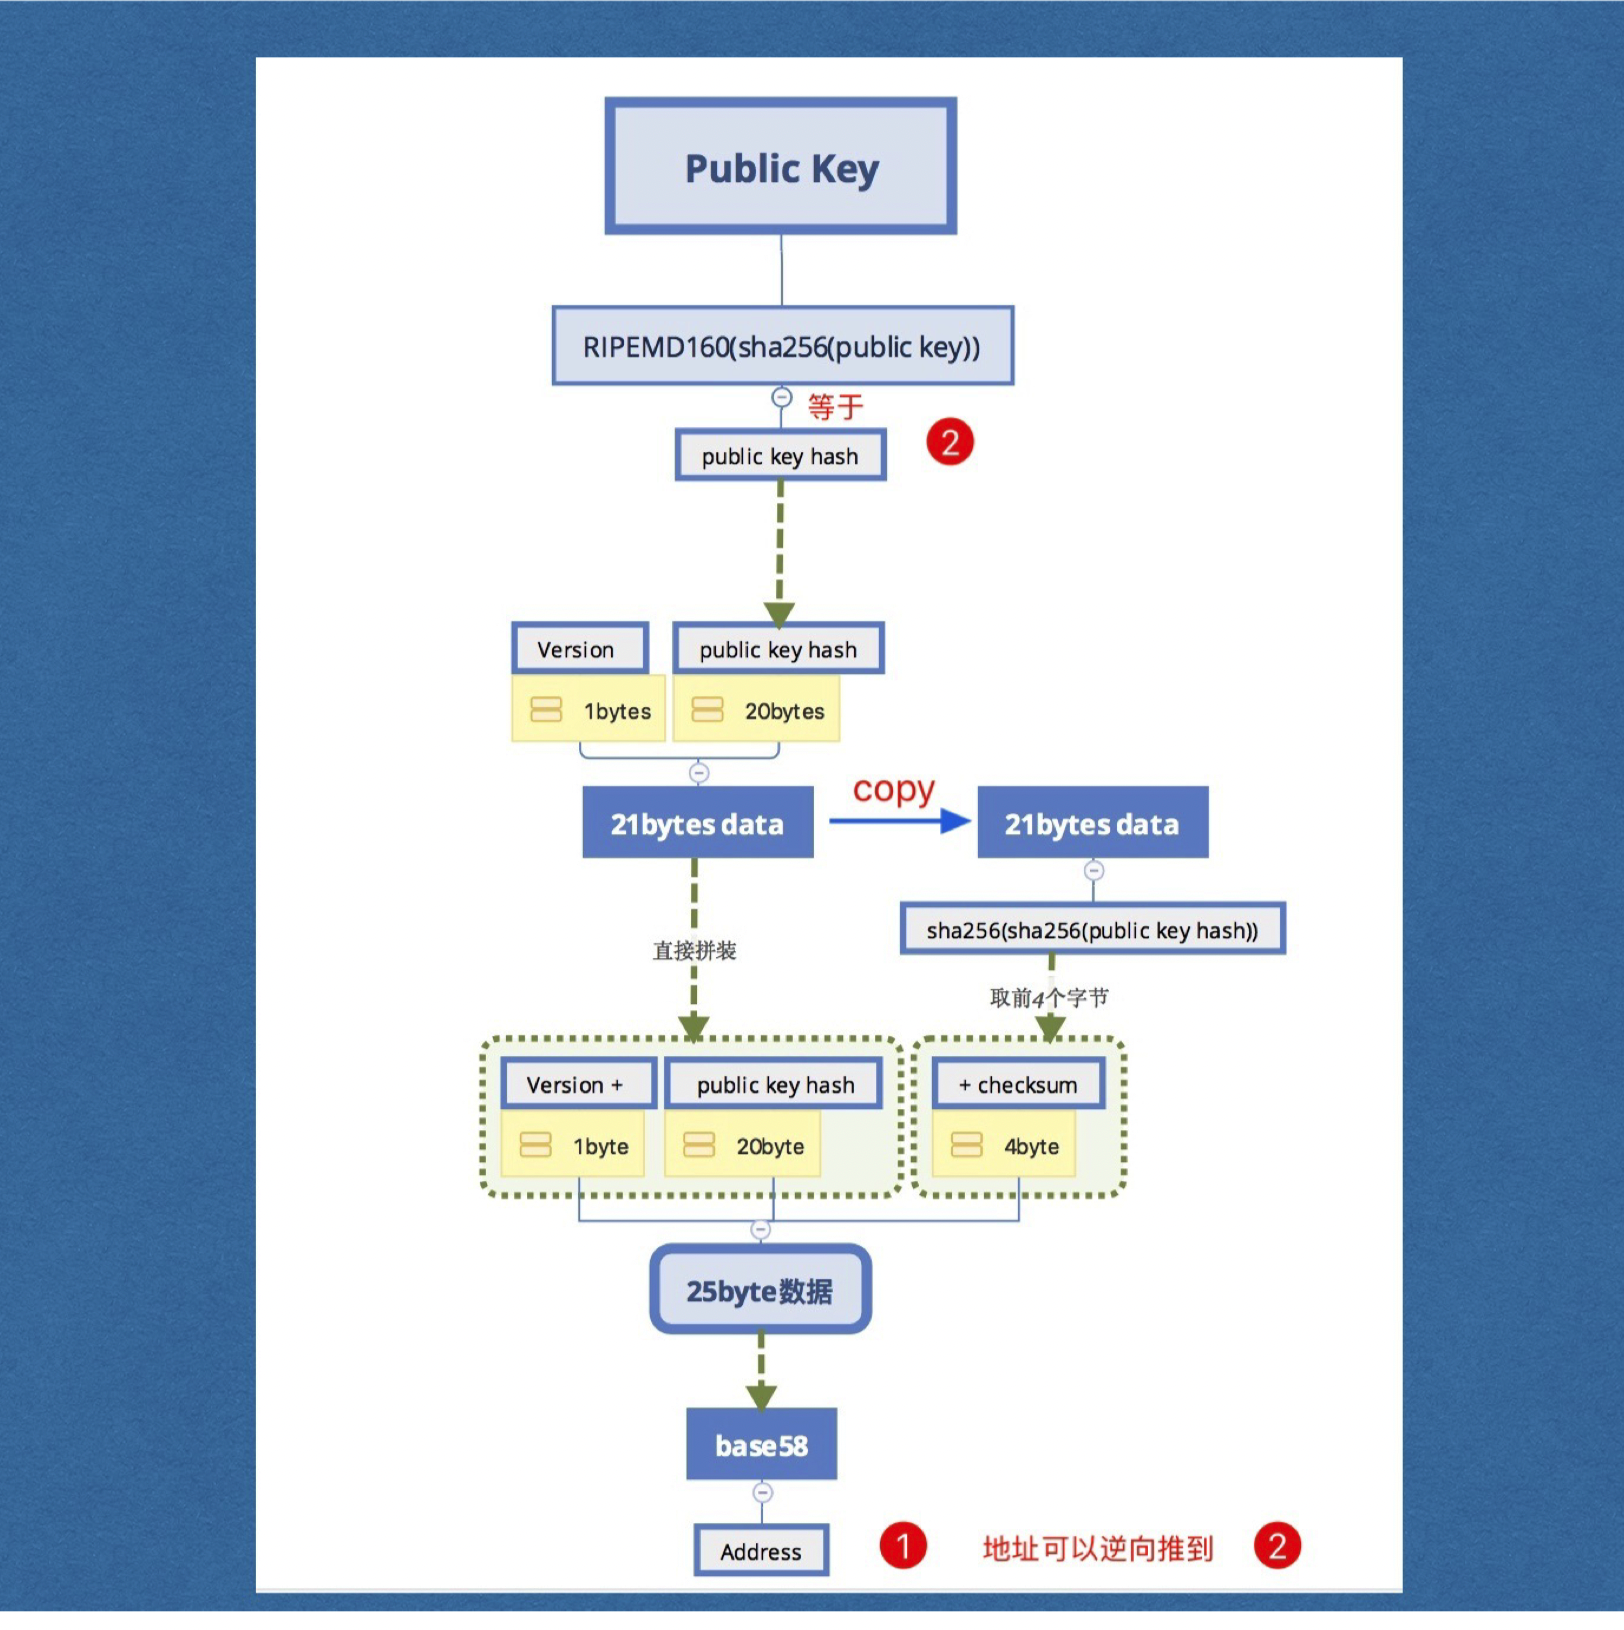 Public Key
RIPEMD160(sha256(public key))
等于
public key hash
2
Version
public key hash
1bytes
20bytes
copy
21bytes data
21bytes data
sha256(sha256(public key hash))
直接拼装
取前4个字节
Version +
public key hash
+ checksum
1byte
20byte
4byte
25byte数据
base58
Address
1
地址可以逆向推到
2